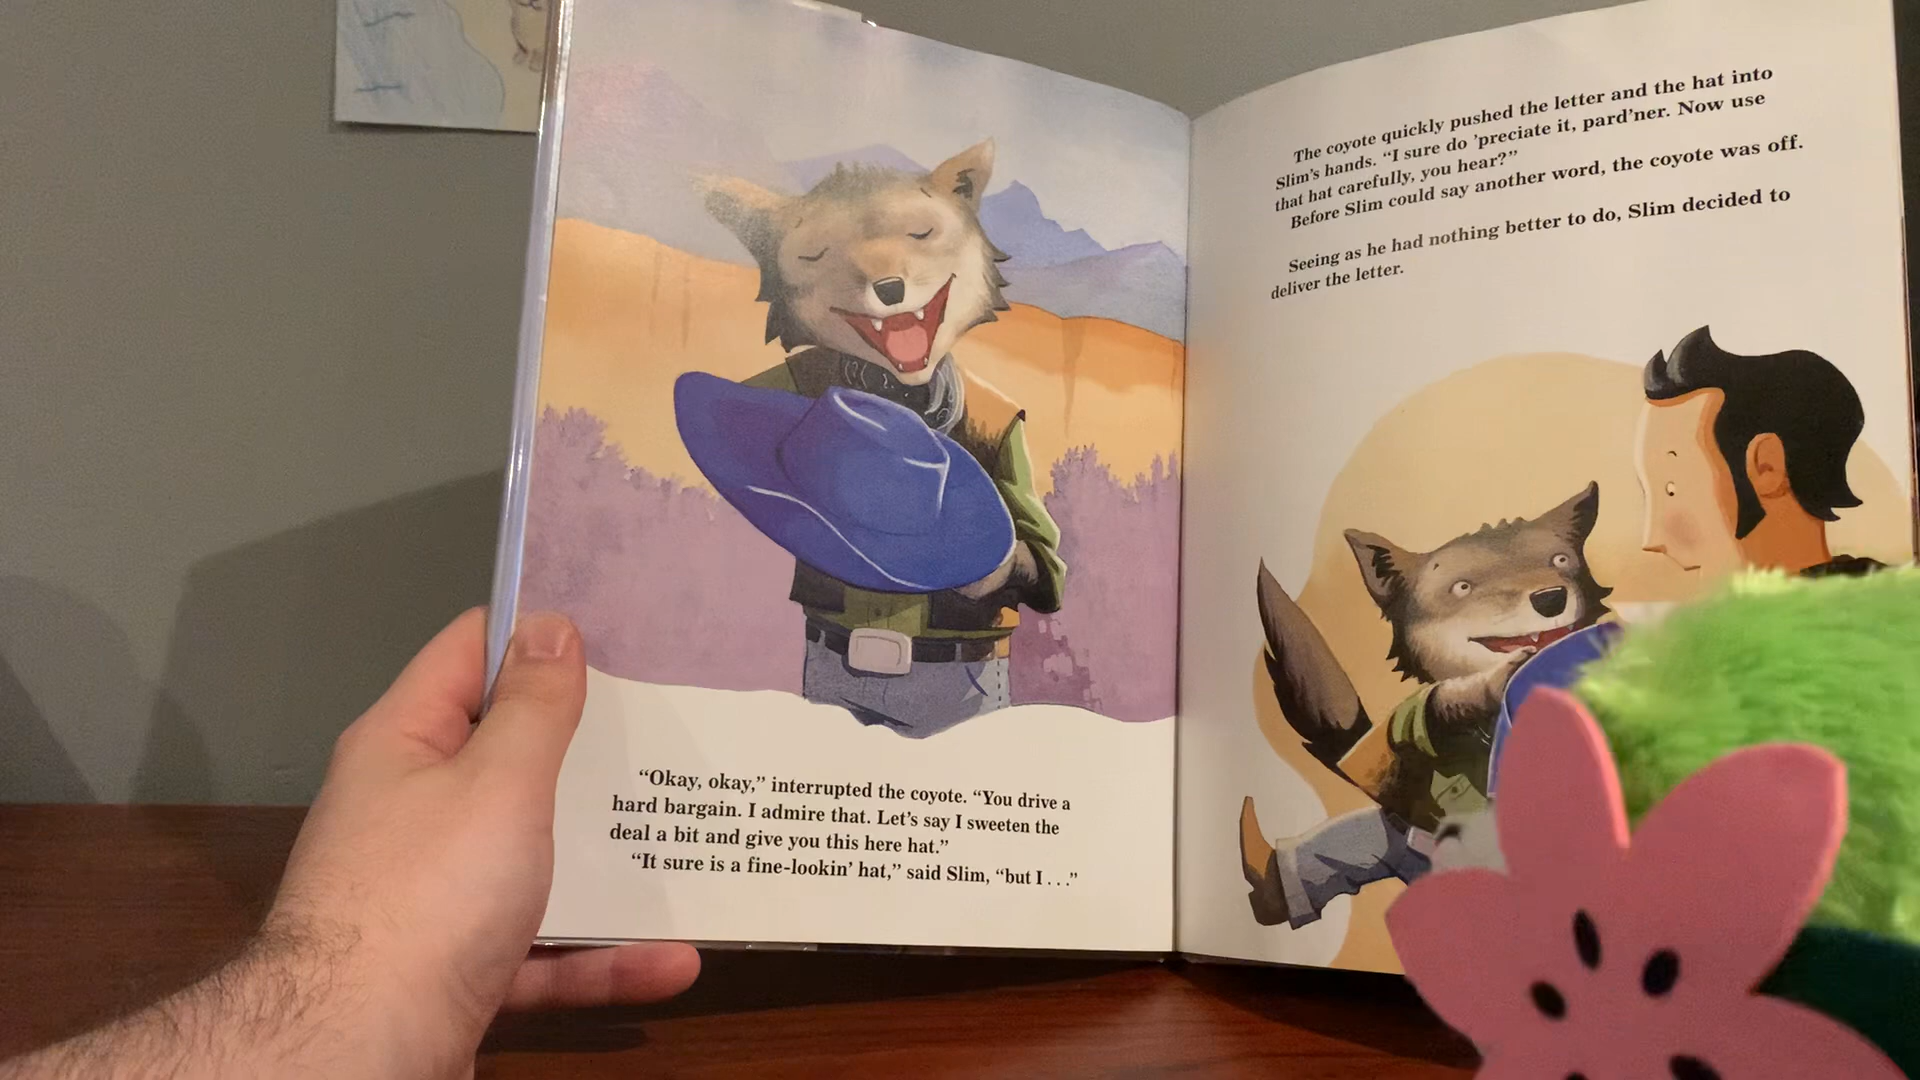 “Okay, okay,” interrupted the coyote. “You drive a
hard bargain. I admire that. Let’s say I sweeten the
deal a bit and give you this here hat.”
“It sure is a fine-lookin’ hat,” said Slim, “but I . . .”
The coyote quickly pushed the letter and the hat into
Slim’s hands. “I sure do ’preciate it, pard’ner. Now use
that hat carefully, you hear?”
Before Slim could say another word, the coyote was off.
Seeing as he had nothing better to do, Slim decided to
deliver the letter.